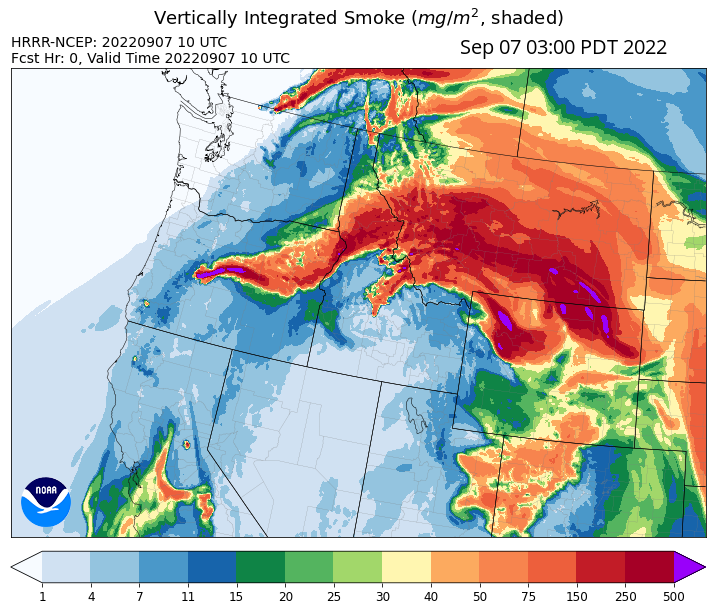 Vertically Integrated Smoke (mg/m², shaded)
HRRR-NCEP: 20220907 10 UTC
Fcst Hr: 0, Valid Time 20220907 10 UTC
Sep 07 03:00 PDT 2022
NOAA
1 4 7 11 15 20 25 30 40 50 75 150 250 500